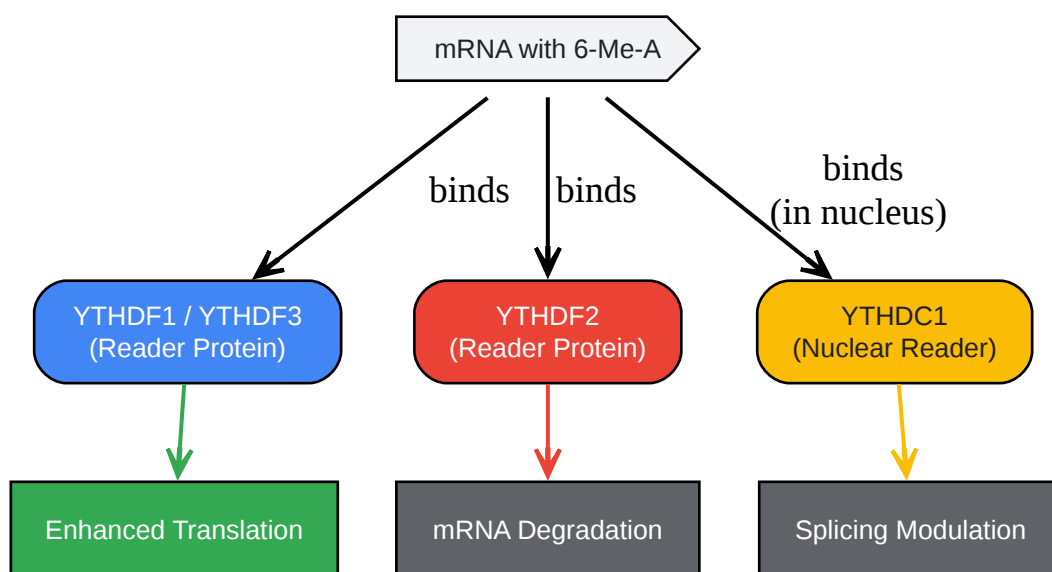 mRNA with 6-Me-A
binds
binds
binds
(in nucleus)
YTHDF1 / YTHDF3
(Reader Protein)
YTHDF2
(Reader Protein)
YTHDC1
(Nuclear Reader)
Enhanced Translation
mRNA Degradation
Splicing Modulation